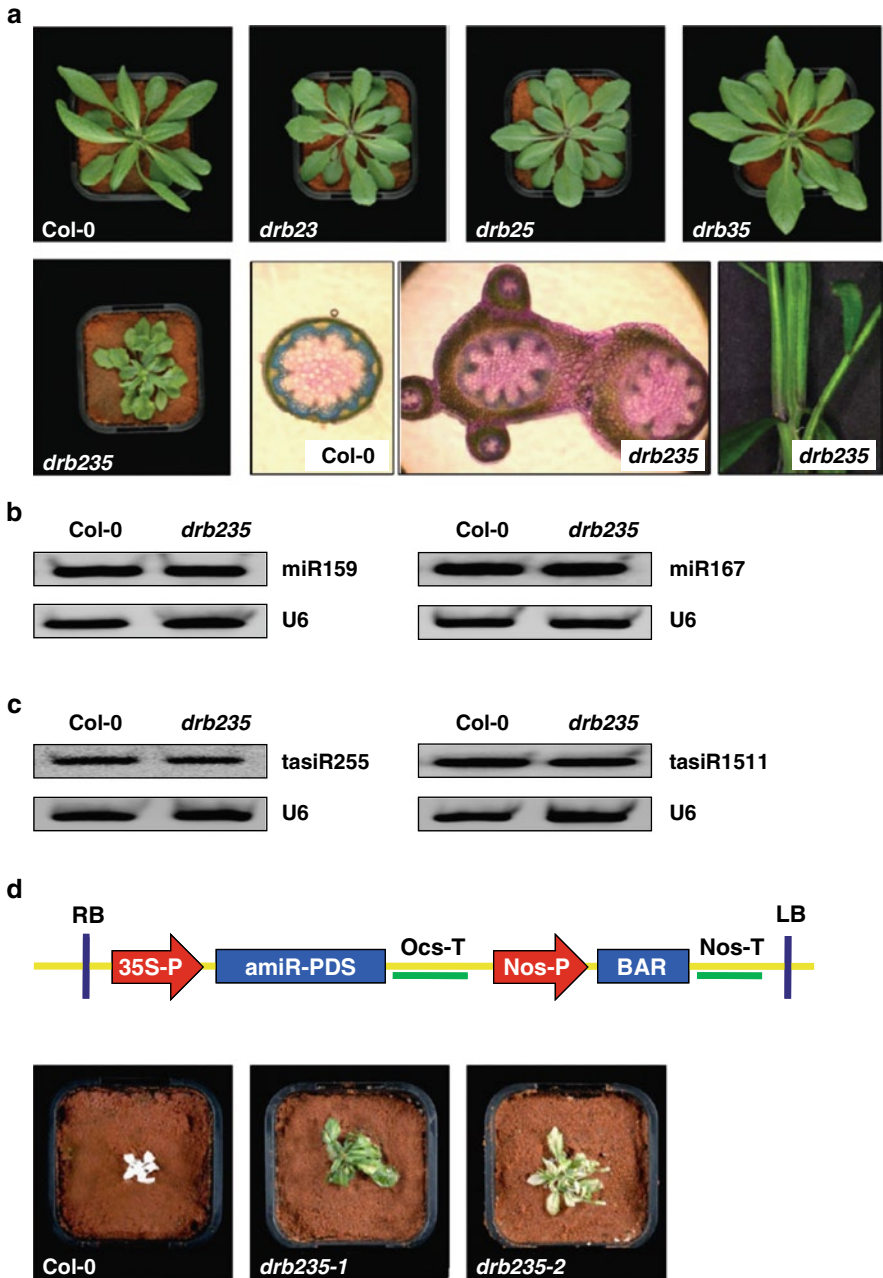 a
Col-0
drb23
drb25
drb35
drb235
Col-0
drb235
drb235
b
Col-0 drb235
miR159
U6
Col-0 drb235
miR167
U6
c
Col-0 drb235
tasiR255
U6
Col-0 drb235
tasiR1511
U6
d
RB
35S-P
amiR-PDS
Ocs-T
Nos-P
BAR
Nos-T
LB
Col-0
drb235-1
drb235-2